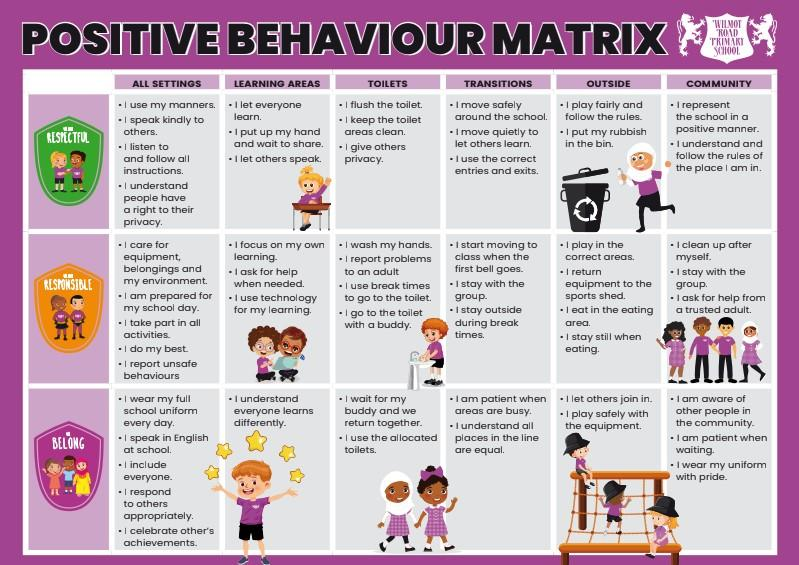 POSITIVE BEHAVIOUR MATRIX
WILMOT
ROAD
PRIMARY
SCHOOL
ALL SETTINGS
LEARNING AREAS
TOILETS
TRANSITIONS
OUTSIDE
COMMUNITY
RESPECTFUL
• I use my manners.
• I speak kindly to
others.
• I listen to
and follow all
instructions.
• I understand
people have
a right to their
privacy.
• I let everyone
learn.
• I put up my hand
and wait to share.
• I let others speak.
• I flush the toilet.
• I keep the toilet
areas clean.
• I give others
privacy.
• I move safely
around the school.
• I move quietly to
let others learn.
• I use the correct
entries and exits.
• I play fairly and
follow the rules.
• I put my rubbish
in the bin.
• I represent
the school in a
positive manner.
• I understand and
follow the rules of
the place I am in.
RESPONSIBLE
• I care for
equipment,
belongings and
my environment.
• I am prepared for
my school day.
• I take part in all
activities.
• I do my best.
• I report unsafe
behaviours
• I focus on my own
learning.
• I ask for help
when needed.
• I use technology
for my learning.
• I wash my hands.
• I report problems
to an adult
• I use break times
to go to the toilet.
• I go to the toilet
with a buddy.
• I start moving to
class when the
first bell goes.
• I stay with the
group.
• I stay outside
during break
times.
• I play in the
correct areas.
• I return
equipment to the
sports shed.
• I eat in the eating
area.
• I stay still when
eating.
• I clean up after
myself.
• I stay with the
group.
• I ask for help from
a trusted adult.
BELONG
• I wear my full
school uniform
every day.
• I speak in English
at school.
• I include
everyone.
• I respond
to others
appropriately.
• I celebrate other's
achievements.
• I understand
everyone learns
differently.
• I wait for my
buddy and we
return together.
• I use the allocated
toilets.
• I am patient when
areas are busy.
• I understand all
places in the line
are equal.
• I let others join in.
• I play safely with
the equipment.
• I am aware of
other people in
the community.
• I am patient when
waiting.
• I wear my uniform
with pride.